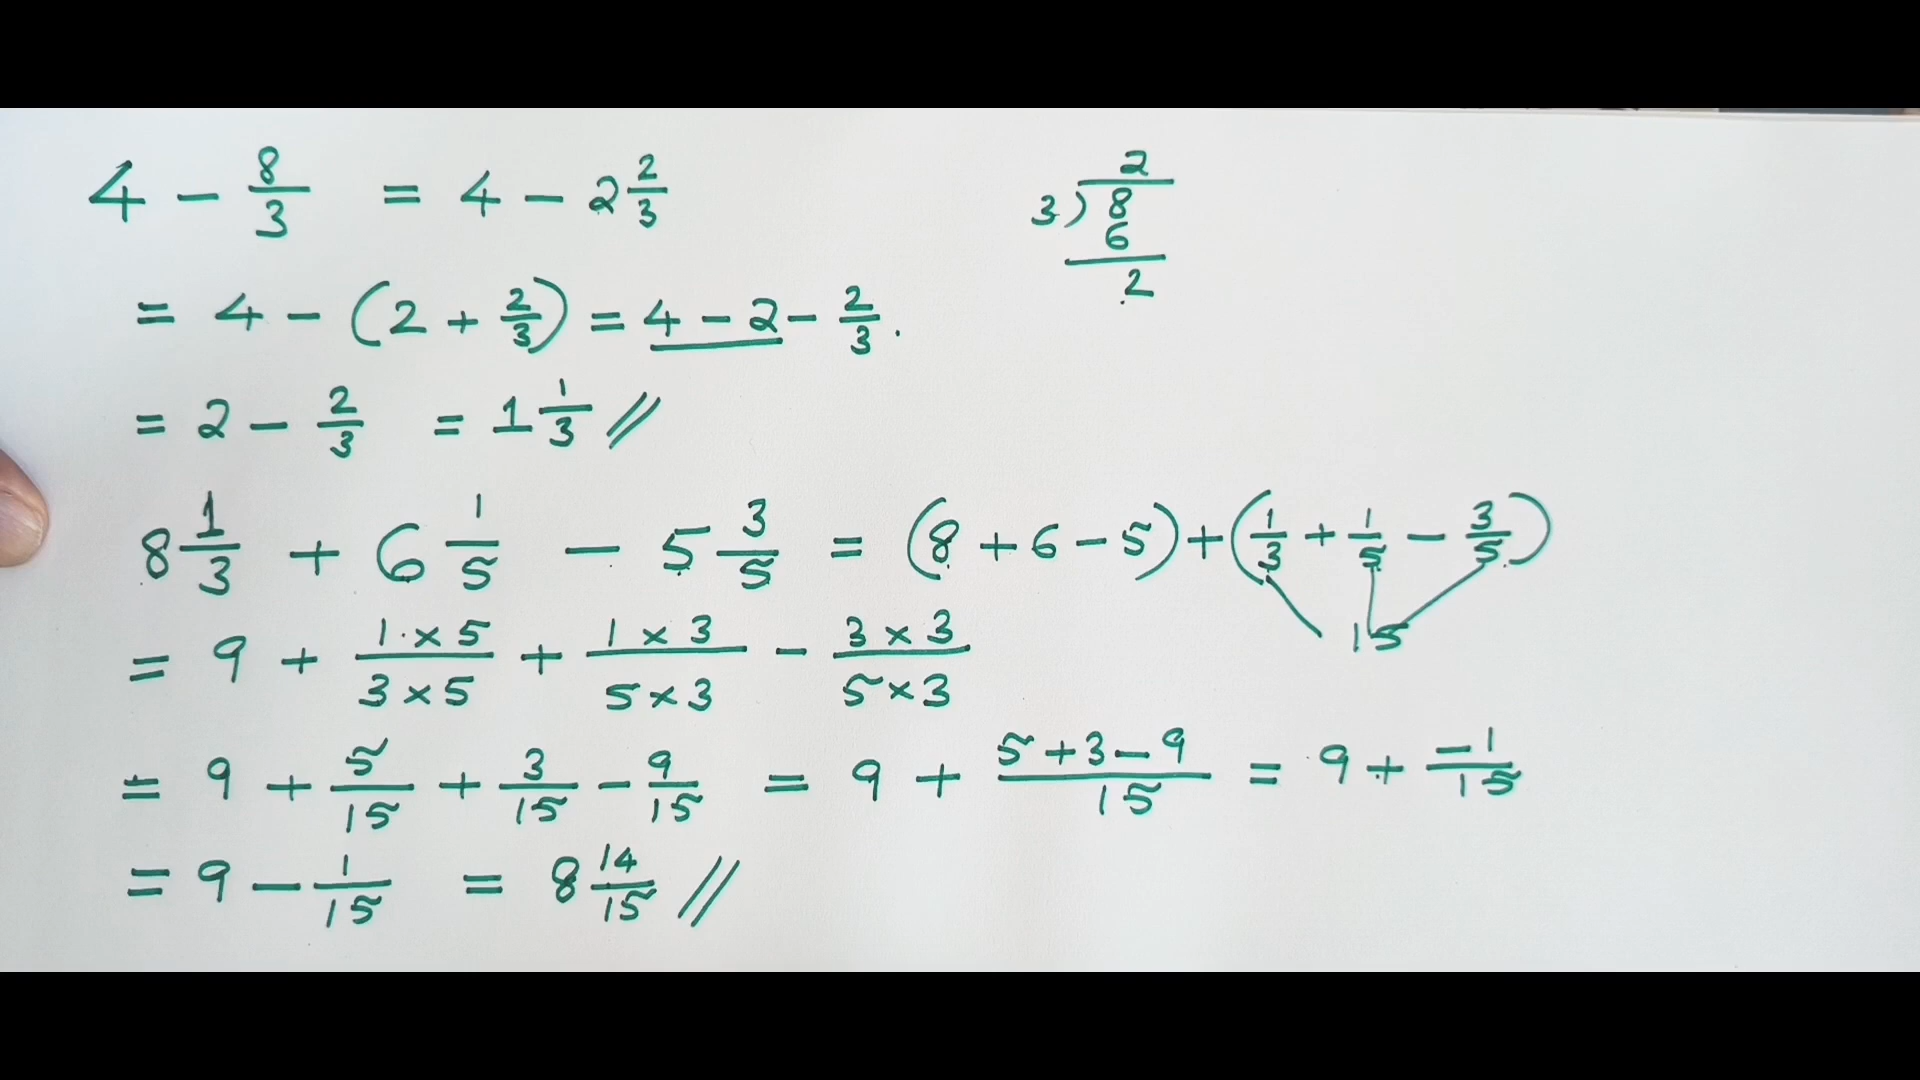 4 - 8/3 = 4 - 2 2/3
2
3)8
6
2
= 4 - (2 + 2/3) = 4 - 2 - 2/3.
= 2 - 2/3 = 1 1/3 //
8 1/3 + 6 1/5 - 5 3/5 = (8 + 6 - 5) + (1/3 + 1/5 - 3/5)
15
= 9 + 1 × 5/3 × 5 + 1 × 3/5 × 3 - 3 × 3/5 × 3
= 9 + 5/15 + 3/15 - 9/15 = 9 + 5+3-9/15 = 9 + -1/15
= 9 - 1/15 = 8 14/15 //